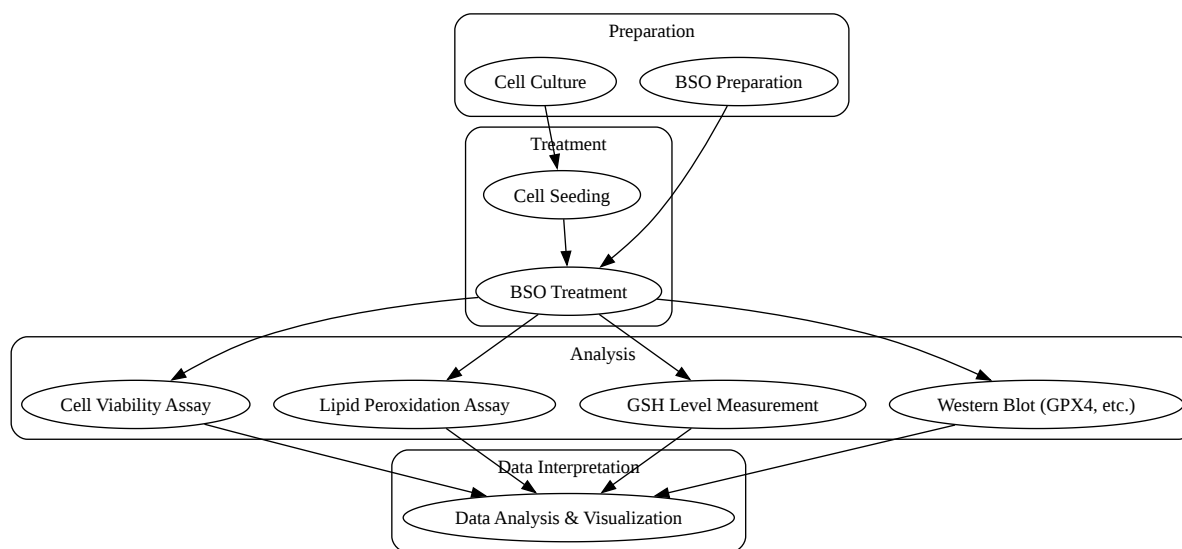 Preparation
Cell Culture
BSO Preparation
Treatment
Cell Seeding
BSO Treatment
Analysis
Cell Viability Assay
Lipid Peroxidation Assay
GSH Level Measurement
Western Blot (GPX4, etc.)
Data Interpretation
Data Analysis & Visualization